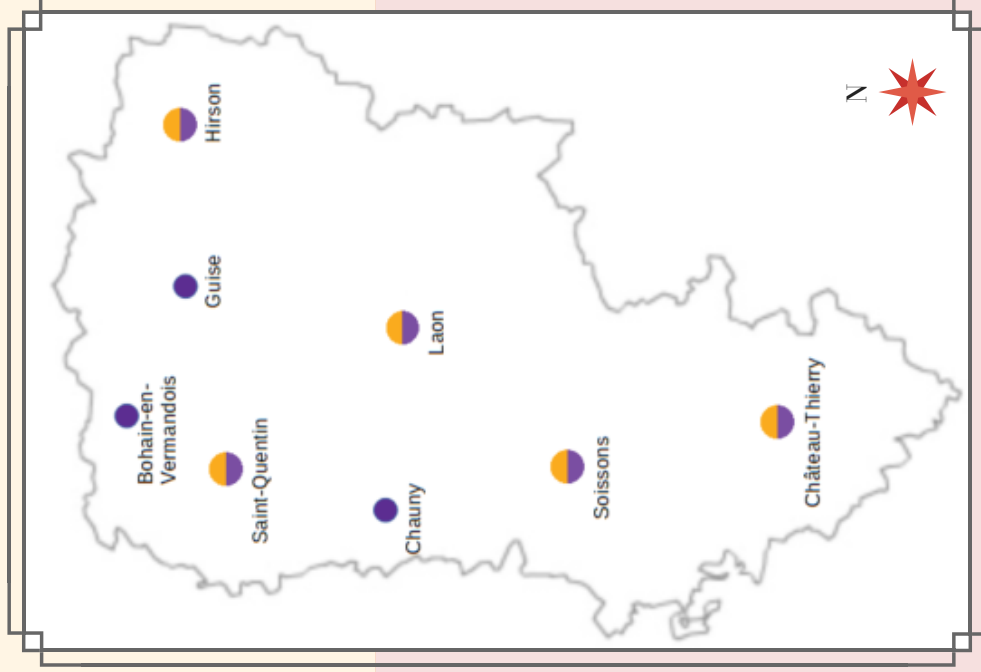 N
Hirson
Guise
Bohain-en-
Vermandois
Saint-Quentin
Laon
Chauny
Soissons
Château-Thierry